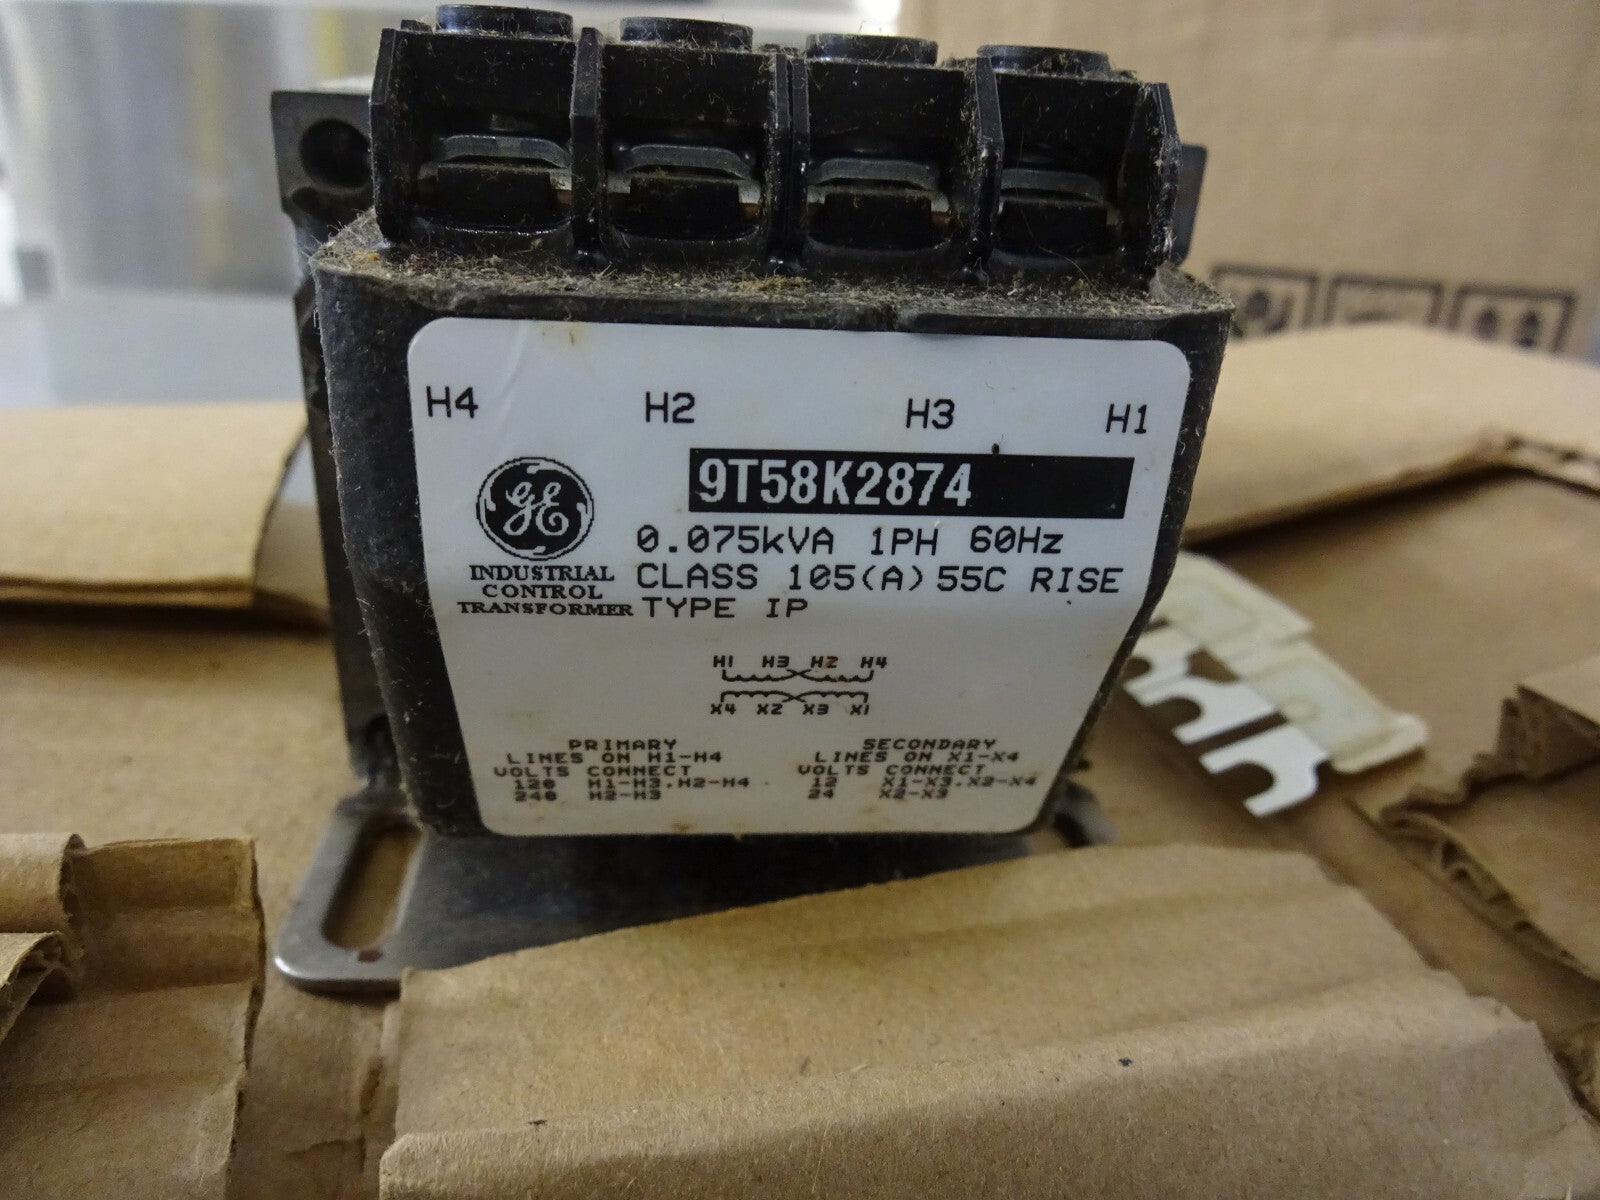 H4 H2 H3 H1
9T58K2874
GE
INDUSTRIAL
CONTROL
TRANSFORMER
0.075kVA 1PH 60Hz
CLASS 105(A)55C RISE
TYPE IP
H1 H3 H2 H4
X4 X2 X3 X1
PRIMARY
LINES ON H1-H4
VOLTS CONNECT
120 H1-H3,H2-H4
240 H2-H3
SECONDARY
LINES ON X1-X4
VOLTS CONNECT
12 X1-X3,X2-X4
24 X2-X3